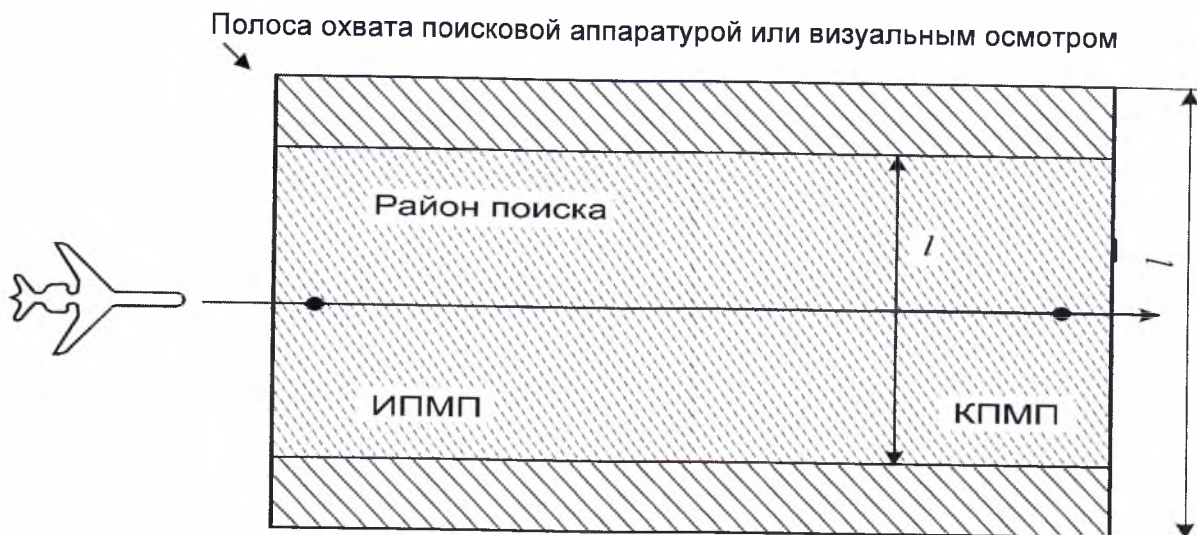 Полоса охвата поисковой аппаратурой или визуальным осмотром
Район поиска
l
l
ИПМП
КПМП